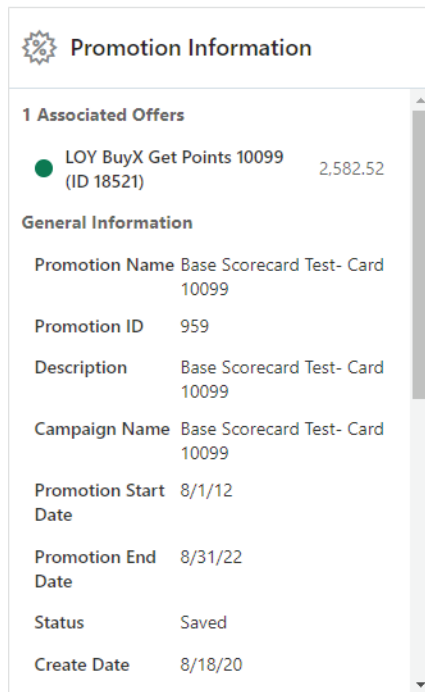 Promotion Information
1 Associated Offers
LOY BuyX Get Points 10099 2,582.52
(ID 18521)
General Information
Promotion Name Base Scorecard Test- Card
10099
Promotion ID 959
Description Base Scorecard Test- Card
10099
Campaign Name Base Scorecard Test- Card
10099
Promotion Start 8/1/12
Date
Promotion End 8/31/22
Date
Status Saved
Create Date 8/18/20